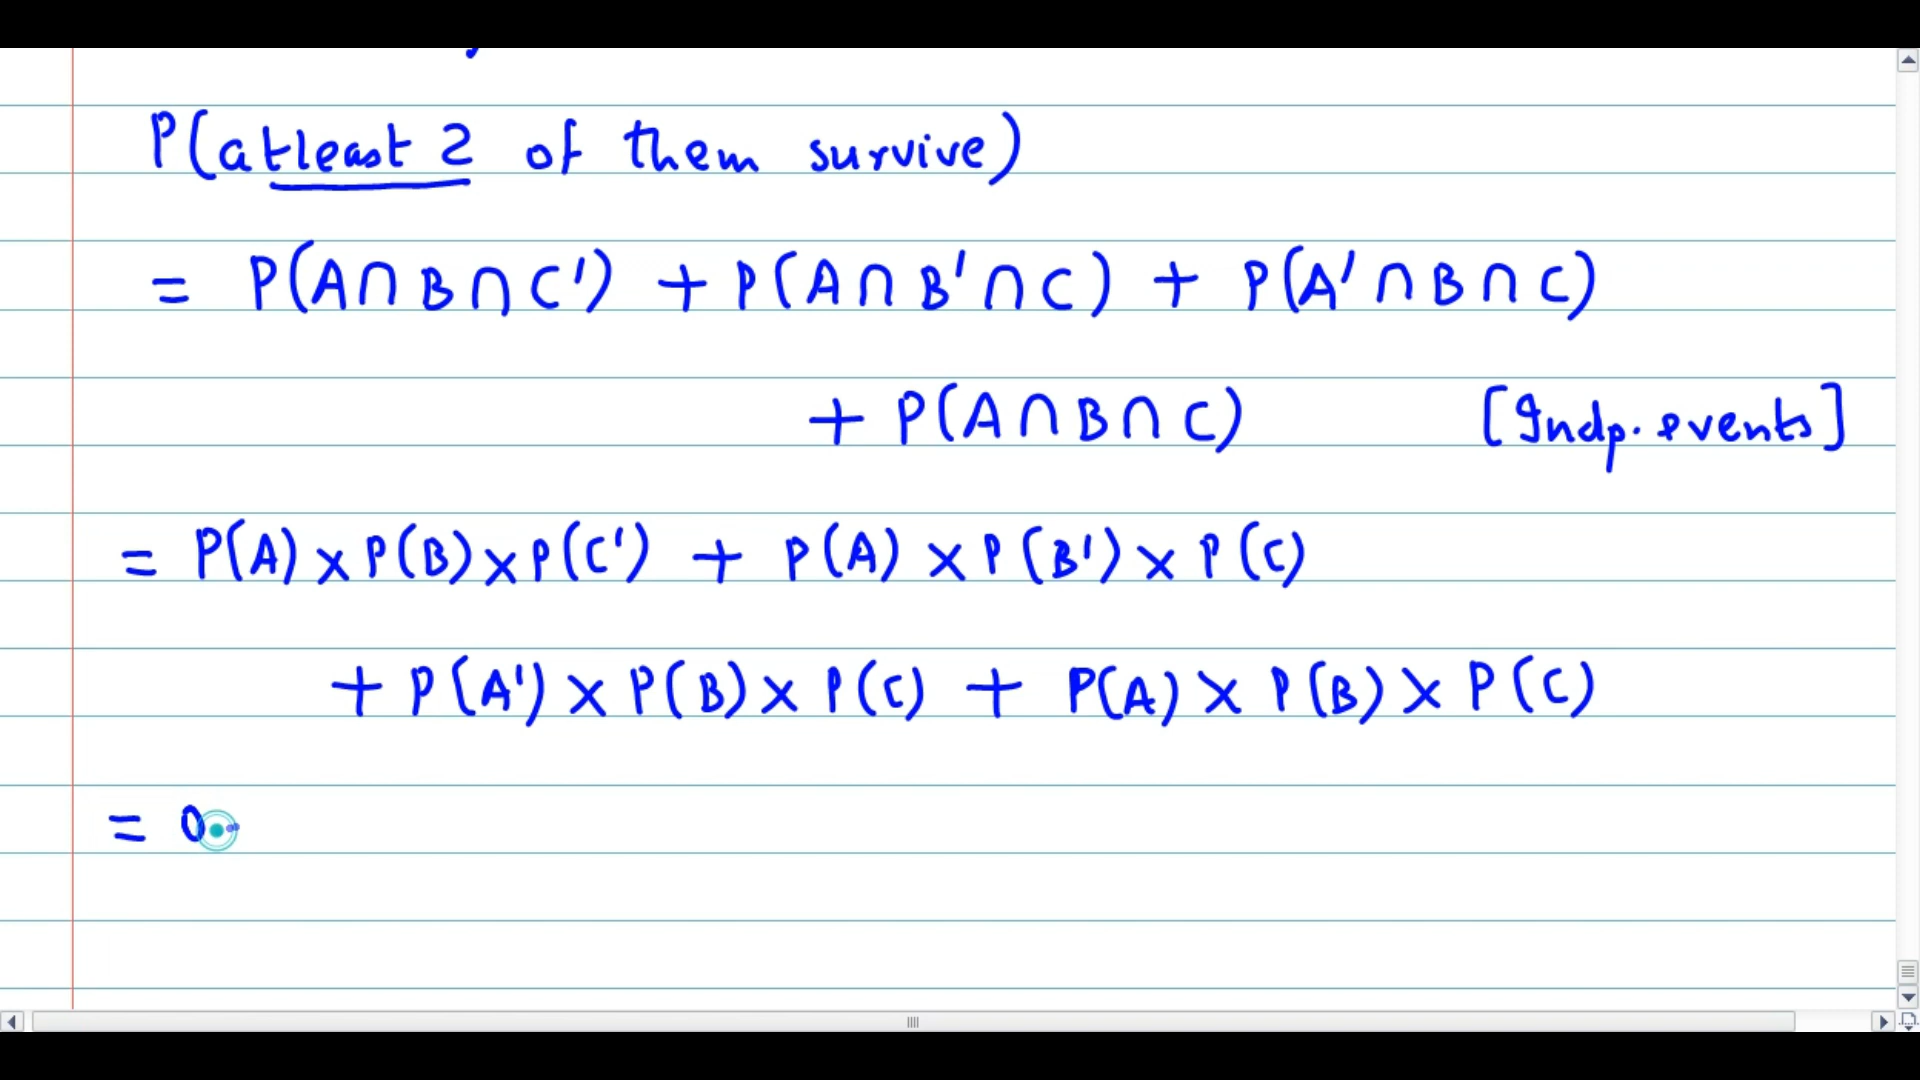 P(atleast 2 of them survive)
= P(A∩B∩C') + P(A∩B'∩C) + P(A'∩B∩C)
+ P(A∩B∩C) [Indp. events]
= P(A)×P(B)×P(C') + P(A)×P(B')×P(C)
+ P(A')×P(B)×P(C) + P(A)×P(B)×P(C)
= 0.